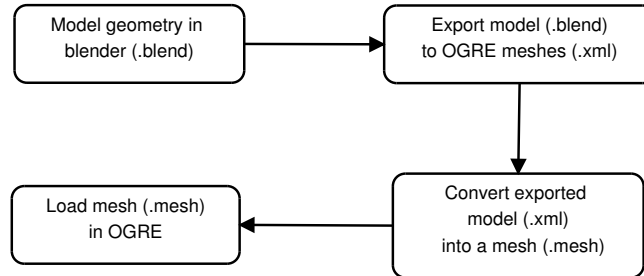 Model geometry in
blender (.blend)
Export model (.blend)
to OGRE meshes (.xml)
Convert exported
model (.xml)
into a mesh (.mesh)
Load mesh (.mesh)
in OGRE